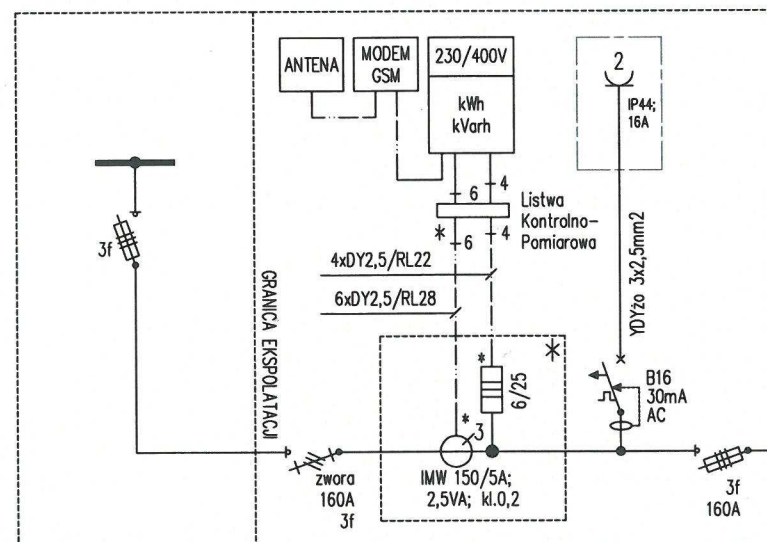 ANTENA
MODEM
GSM
230/400V
kWh
kVarh
2
IP44;
16A
6
4
Listwa
Kontrolno-
Pomiarowa
*
6
4
3f
4xDY2,5/RL22
6xDY2,5/RL28
GRANICA EKSPOLATACJI
YDYżo 3x2,5mm2
*
6/25
*
3
B16
30mA
AC
zwora
160A
3f
IMW 150/5A;
2,5VA; kl.0,2
3f
160A